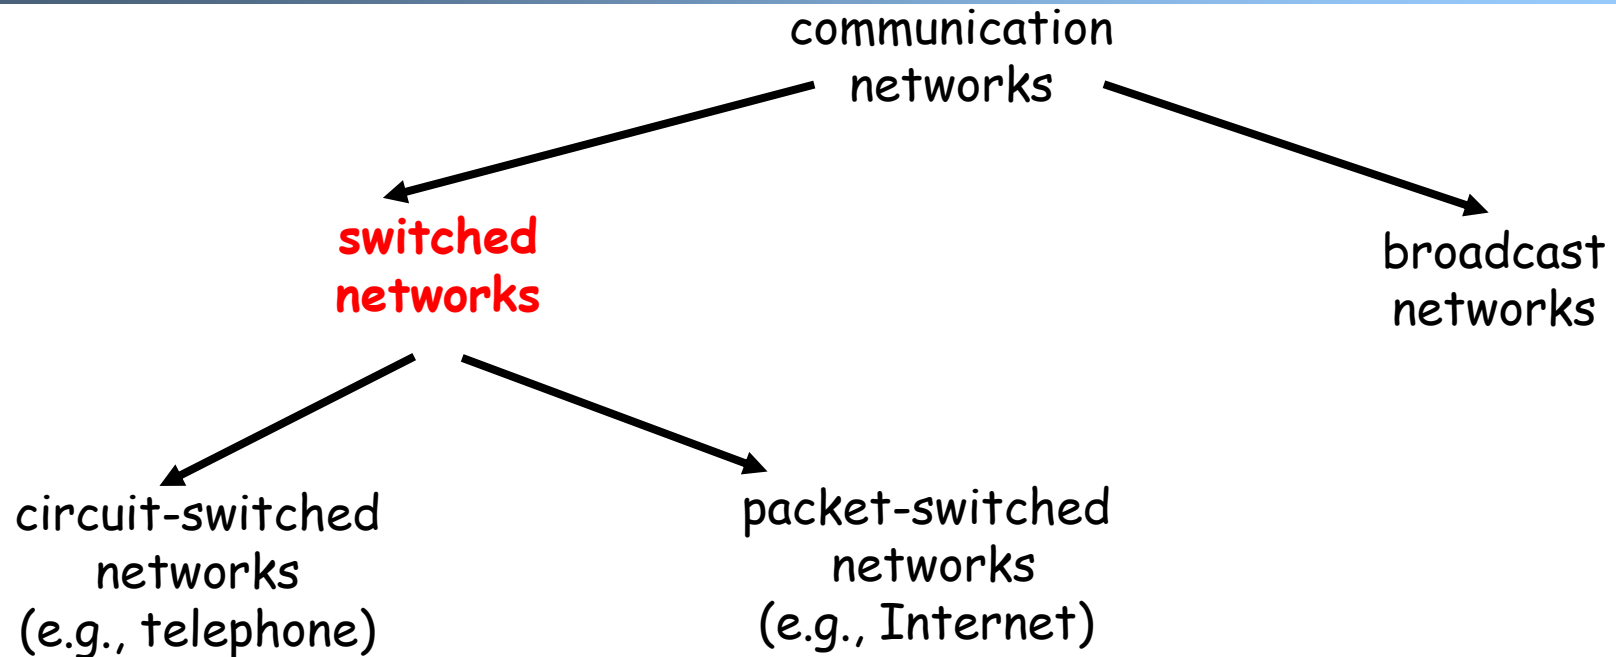 communication
networks
switched
networks
broadcast
networks
circuit-switched
networks
(e.g., telephone)
packet-switched
networks
(e.g., Internet)